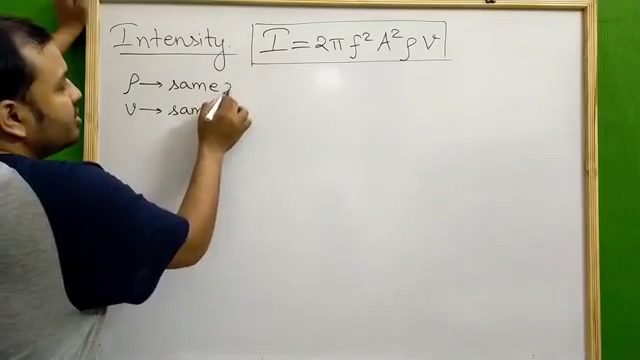 Intensity. I = 2π f² A² ρ V
ρ → same
V → sam